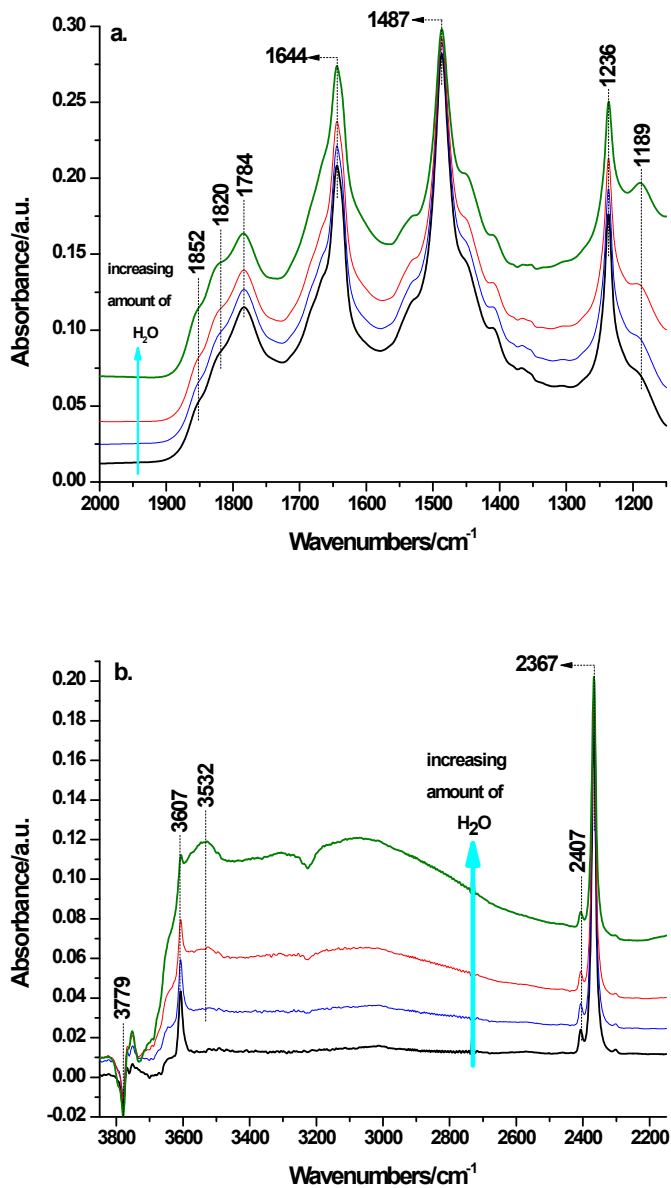 a.
1644
1487
1236
1189
1852
1820
1784
increasing
amount of
H₂O
Absorbance/a.u.
0.30
0.25
0.20
0.15
0.10
0.05
0.00
2000 1900 1800 1700 1600 1500 1400 1300 1200
Wavenumbers/cm⁻¹
b.
2367
3607
3532
2407
3779
increasing
amount of
H₂O
Absorbance/a.u.
0.20
0.18
0.16
0.14
0.12
0.10
0.08
0.06
0.04
0.02
0.00
-0.02
3800 3600 3400 3200 3000 2800 2600 2400 2200
Wavenumbers/cm⁻¹